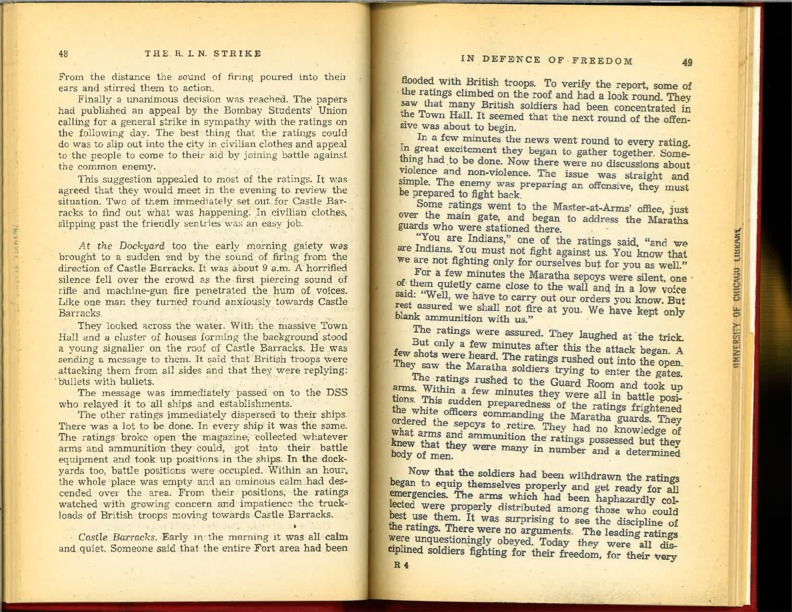 48 THE R. I. N. STRIKE
From the distance the sound of firing poured into their
ears and stirred them to action.
Finally a unanimous decision was reached. The papers
had published an appeal by the Bombay Students' Union
calling for a general strike in sympathy with the ratings on
the following day. The best thing that the ratings could
do was to slip out into the city in civilian clothes and appeal
to the people to come to their aid by joining battle against
the common enemy.
This suggestion appealed to most of the ratings. It was
agreed that they would meet in the evening to review the
situation. Two of them immediately set out for Castle Bar-
racks to find out what was happening. In civilian clothes,
slipping past the friendly sentries was an easy job.
At the Dockyard too the early morning gaiety was
brought to a sudden end by the sound of firing from the
direction of Castle Barracks. It was about 9 a.m. A horrified
silence fell over the crowd as the first piercing sound of
rifle and machine-gun fire penetrated the hum of voices.
Like one man they turned round anxiously towards Castle
Barracks.
They looked across the water. With the massive Town
Hall and a cluster of houses forming the background stood
a young signaller on the roof of Castle Barracks. He was
sending a message to them. It said that British troops were
attacking them from all sides and that they were replying:
bullets with bullets.
The message was immediately passed on to the DSS
who relayed it to all ships and establishments.
The other ratings immediately dispersed to their ships.
There was a lot to be done. In every ship it was the same.
The ratings broke open the magazine, collected whatever
arms and ammunition they could, got into their battle
equipment and took up positions in the ships. In the dock-
yards too, battle positions were occupied. Within an hour,
the whole place was empty and an ominous calm had des-
cended over the area. From their positions, the ratings
watched with growing concern and impatience the truck-
loads of British troops moving towards Castle Barracks.
Castle Barracks. Early in the morning it was all calm
and quiet. Someone said that the entire Fort area had been
IN DEFENCE OF FREEDOM 49
flooded with British troops. To verify the report, some of
the ratings climbed on the roof and had a look round. They
saw that many British soldiers had been concentrated in
the Town Hall. It seemed that the next round of the offen-
sive was about to begin.
In a few minutes the news went round to every rating.
In great excitement they began to gather together. Some-
thing had to be done. Now there were no discussions about
violence and non-violence. The issue was straight and
simple. The enemy was preparing an offensive, they must
be prepared to fight back.
Some ratings went to the Master-at-Arms' office, just
over the main gate, and began to address the Maratha
guards who were stationed there.
"You are Indians," one of the ratings said, "and we
are Indians. You must not fight against us. You know that
we are not fighting only for ourselves but for you as well."
For a few minutes the Maratha sepoys were silent, one
of them quietly came close to the wall and in a low voice
said: "Well, we have to carry out our orders you know. But
rest assured we shall not fire at you. We have kept only
blank ammunition with us."
The ratings were assured. They laughed at the trick.
But only a few minutes after this the attack began. A
few shots were heard. The ratings rushed out into the open.
They saw the Maratha soldiers trying to enter the gates.
The ratings rushed to the Guard Room and took up
arms. Within a few minutes they were all in battle posi-
tions. This sudden preparedness of the ratings frightened
the white officers commanding the Maratha guards. They
ordered the sepoys to retire. They had no knowledge of
what arms and ammunition the ratings possessed but they
knew that they were many in number and a determined
body of men.
Now that the soldiers had been withdrawn the ratings
began to equip themselves properly and get ready for all
emergencies. The arms which had been haphazardly col-
lected were properly distributed among those who could
best use them. It was surprising to see the discipline of
the ratings. There were no arguments. The leading ratings
were unquestioningly obeyed. Today they were all dis-
ciplined soldiers fighting for their freedom, for their very
R 4
UNIVERSITY OF CHICAGO LIBRARY